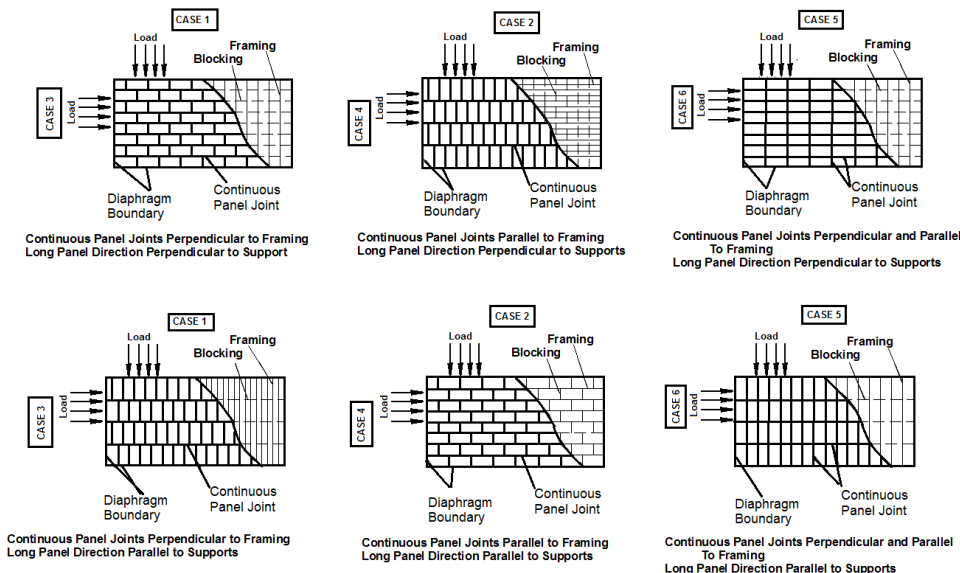 CASE 1
Load
Framing
Blocking
CASE 3
Load
Diaphragm
Boundary
Continuous
Panel Joint
Continuous Panel Joints Perpendicular to Framing
Long Panel Direction Perpendicular to Support
CASE 2
Load
Framing
Blocking
CASE 4
Load
Diaphragm
Boundary
Continuous
Panel Joint
Continuous Panel Joints Parallel to Framing
Long Panel Direction Perpendicular to Supports
CASE 5
Load
Framing
Blocking
CASE 6
Load
Diaphragm
Boundary
Continuous
Panel Joint
Continuous Panel Joints Perpendicular and Parallel
To Framing
Long Panel Direction Perpendicular to Supports
CASE 1
Load
Framing
Blocking
CASE 3
Load
Diaphragm
Boundary
Continuous
Panel Joint
Continuous Panel Joints Perpendicular to Framing
Long Panel Direction Parallel to Supports
CASE 2
Load
Framing
Blocking
CASE 4
Load
Diaphragm
Boundary
Continuous
Panel Joint
Continuous Panel Joints Parallel to Framing
Long Panel Direction Parallel to Supports
CASE 5
Load
Framing
Blocking
CASE 6
Load
Diaphragm
Boundary
Continuous
Panel Joint
Continuous Panel Joints Perpendicular and Parallel
To Framing
Long Panel Direction Parallel to Supports